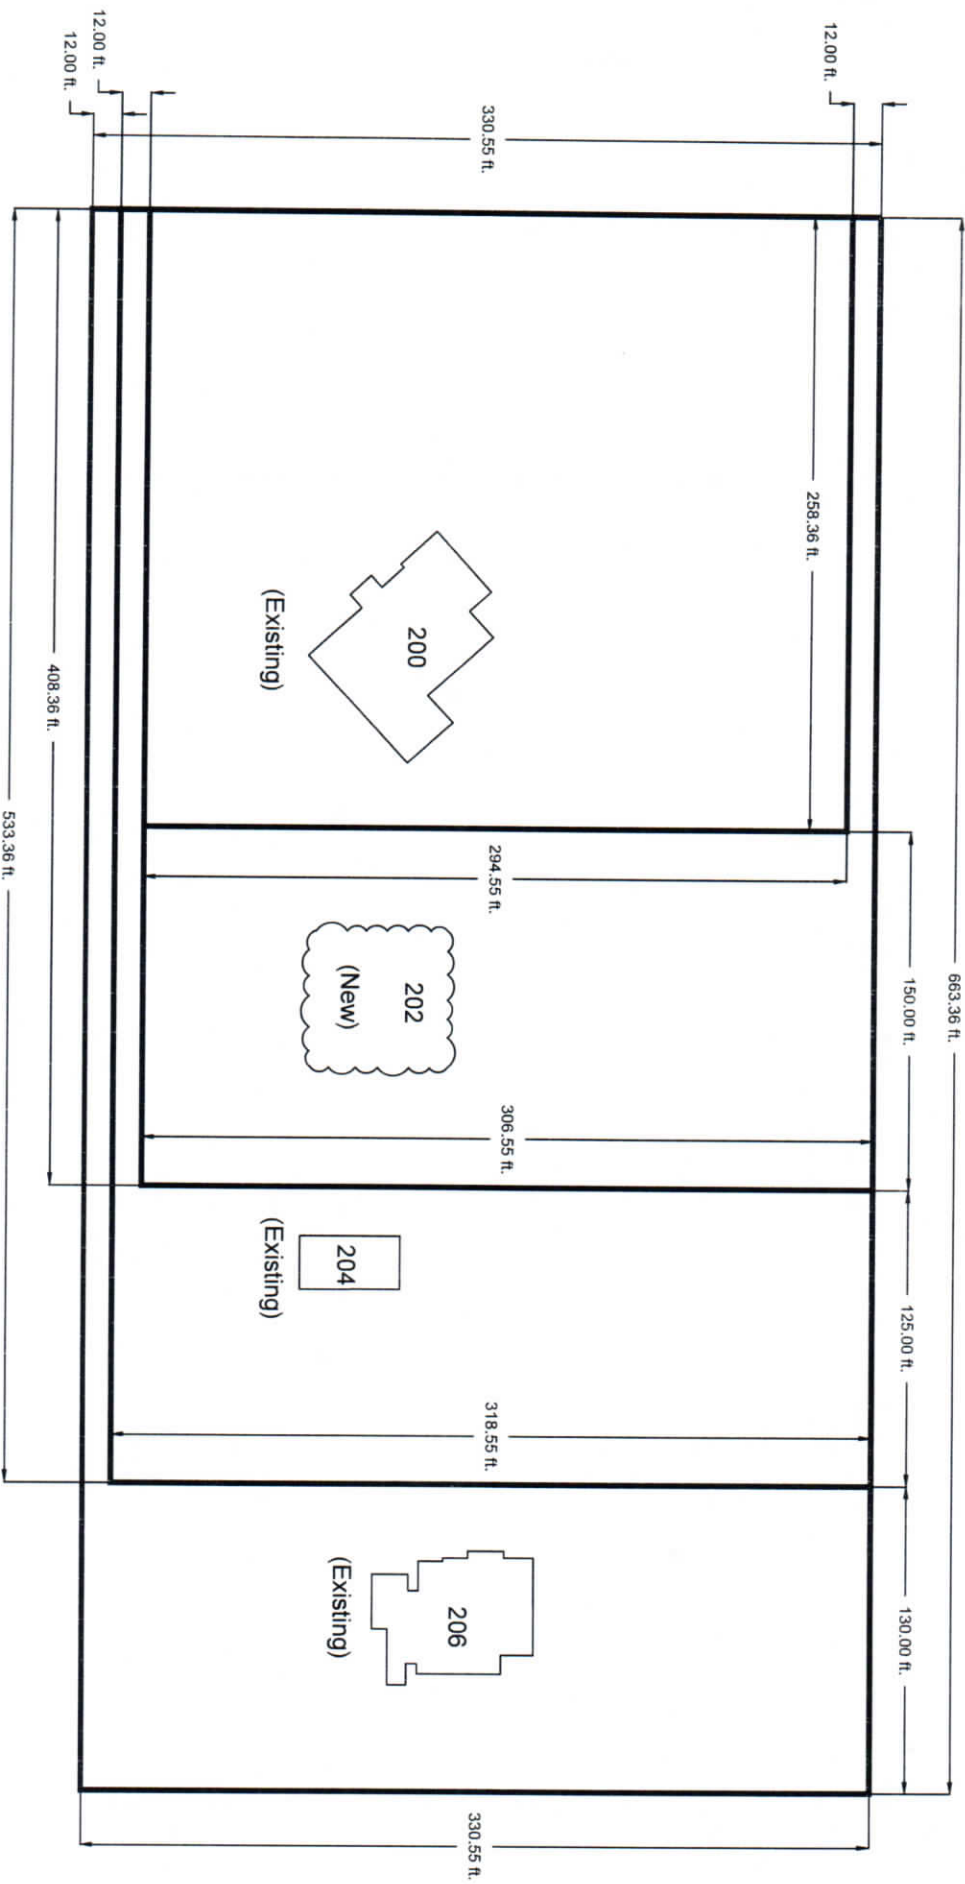 663.36 ft.
150.00 ft.
125.00 ft.
130.00 ft.
12.00 ft.
258.36 ft.
330.55 ft.
294.55 ft.
306.55 ft.
318.55 ft.
330.55 ft.
200
(Existing)
202
(New)
204
(Existing)
206
(Existing)
12.00 ft.
12.00 ft.
408.36 ft.
533.36 ft.